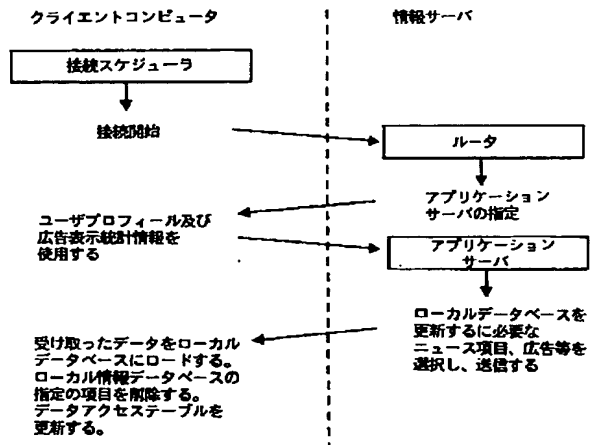 クライアントコンピュータ
情報サーバ
接続スケジューラ
接続開始
ルータ
アプリケーション
サーバの指定
ユーザプロフィール及び
広告表示統計情報を
使用する
アプリケーション
サーバ
ローカルデータベースを
更新するに必要な
ニュース項目、広告等を
選択し、送信する
受け取ったデータをローカル
データベースにロードする。
ローカル情報データベースの
指定の項目を削除する。
データアクセステーブルを
更新する。